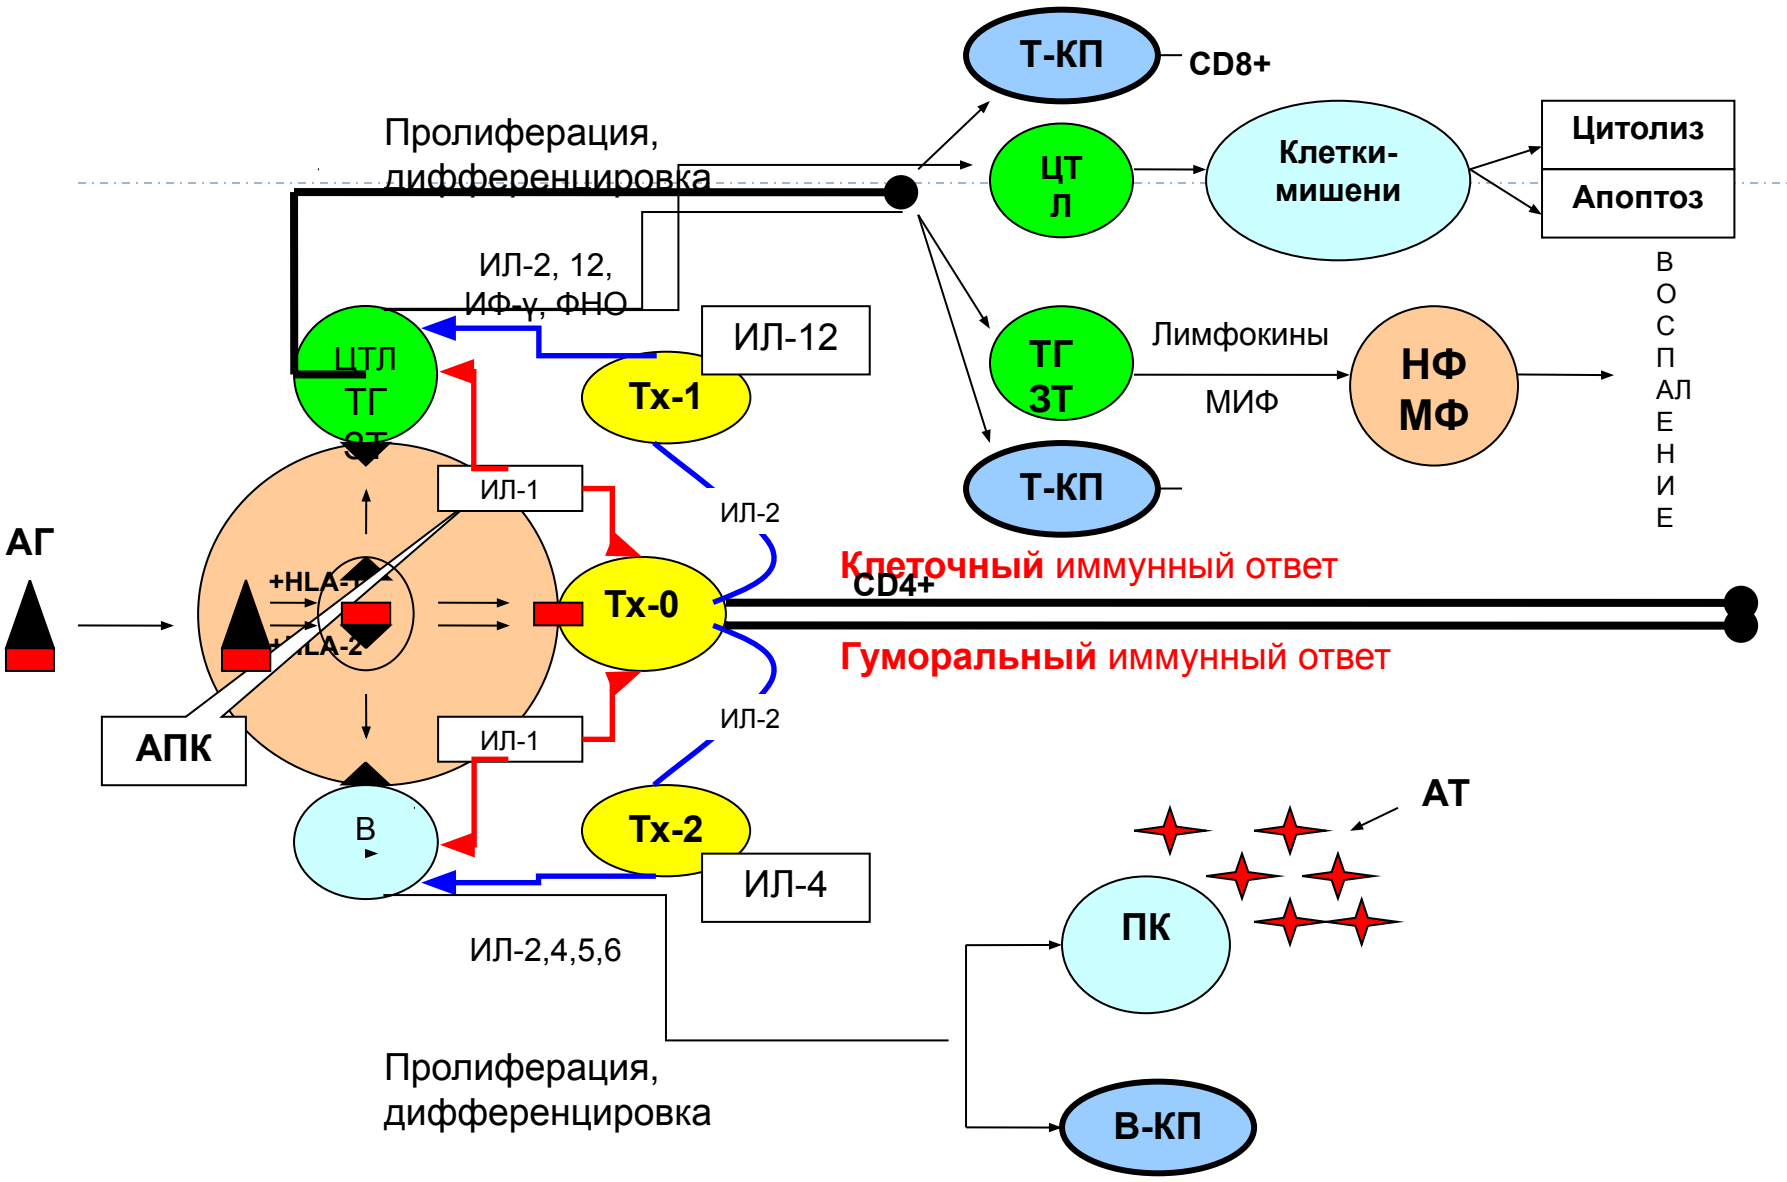 Т-КП
CD8+
Пролиферация,
дифференцировка
ЦТ
Л
Клетки-
мишени
Цитолиз
Апоптоз
ИЛ-2, 12,
ИФ-γ, ФНО
ИЛ-12
ЦТЛ
ТГ
ЗТ
Тх-1
ТГ
ЗТ
Лимфокины
МИФ
НФ
МФ
В
О
С
П
АЛ
Е
Н
И
Е
Т-КП
ИЛ-1
ИЛ-2
АГ
+HLA-1
+HLA-2
Тх-0
Клеточный иммунный ответ
CD4+
Гуморальный иммунный ответ
АПК
ИЛ-1
ИЛ-2
В
Тх-2
ИЛ-4
АТ
ПК
ИЛ-2,4,5,6
Пролиферация,
дифференцировка
В-КП